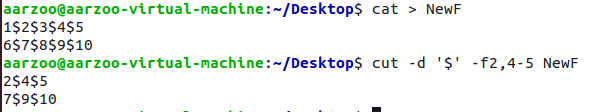 aarzoo@aarzoo-virtual-machine:~/Desktop$ cat > NewF
1$2$3$4$5
6$7$8$9$10
aarzoo@aarzoo-virtual-machine:~/Desktop$ cut -d '$' -f2,4-5 NewF
2$4$5
7$9$10